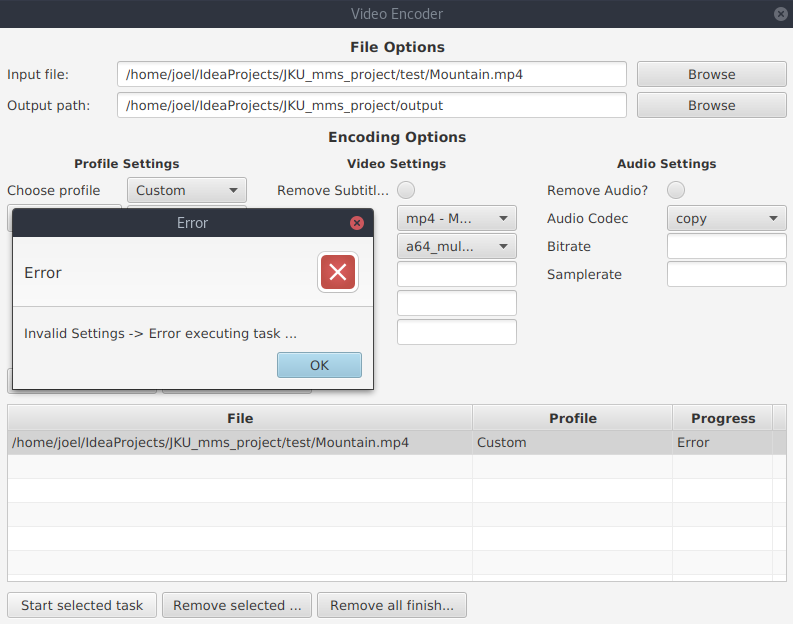 Video Encoder
File Options
Input file: /home/joel/IdeaProjects/JKU_mms_project/test/Mountain.mp4 Browse
Output path: /home/joel/IdeaProjects/JKU_mms_project/output Browse
Encoding Options
Profile Settings Video Settings Audio Settings
Choose profile Custom Remove Subtitl... Remove Audio?
mp4 - M... Audio Codec copy
a64_mul... Bitrate
Samplerate
Error
Error
Invalid Settings -> Error executing task ...
OK
File Profile Progress
/home/joel/IdeaProjects/JKU_mms_project/test/Mountain.mp4 Custom Error
Start selected task Remove selected ... Remove all finish...